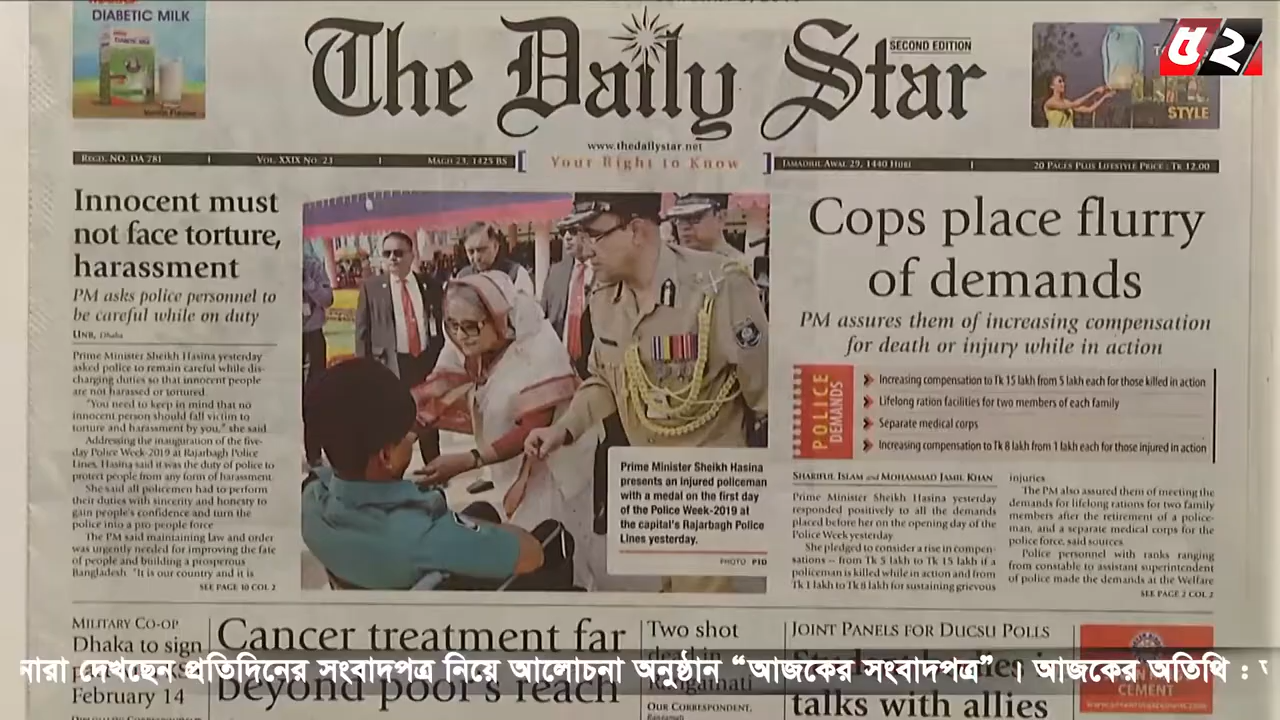 DIABETIC MILK
The Daily Star
SECOND EDITION
STYLE
চ২
www.thedailystar.net
Your Right to Know
REGD. NO. DA 781
VOL. XXIX No. 23
MAGH 23, 1425 BS
JAMADIUL AWAL 29, 1440 HIJRI
20 PAGES PLUS LIFESTYLE PRICE : TK 12.00
Innocent must
not face torture,
harassment
PM asks police personnel to
be careful while on duty
UNB, Dhaka
Prime Minister Sheikh Hasina yesterday
asked police to remain careful while dis-
charging duties so that innocent people
are not harassed or tortured.
"You need to keep in mind that no
innocent person should fall victim to
torture and harassment by you," she said.
Addressing the inauguration of the five-
day Police Week-2019 at Rajarbagh Police
Lines, Hasina said it was the duty of police to
protect people from any form of harassment.
She said all policemen had to perform
their duties with sincerity and honesty to
gain people's confidence and turn the
police into a pro people force
The PM said maintaining law and order
was urgently needed for improving the fate
of people and building a prosperous
Bangladesh. "It is our country and it is
SEE PAGE 10 COL 2
Prime Minister Sheikh Hasina
presents an injured policeman
with a medal on the first day
of the Police Week-2019 at
the capital's Rajarbagh Police
Lines yesterday.
PHOTO: PID
Cops place flurry
of demands
PM assures them of increasing compensation
for death or injury while in action
POLICE
DEMANDS
Increasing compensation to Tk 15 lakh from 5 lakh each for those killed in action
Lifelong ration facilities for two members of each family
Separate medical corps
Increasing compensation to Tk 8 lakh from 1 lakh each for those injured in action
SHARIFUL ISLAM and MOHAMMAD JAMIL KHAN
Prime Minister Sheikh Hasina yesterday
responded positively to all the demands
placed before her on the opening day of the
Police Week yesterday
She pledged to consider a rise in compen-
sations -- from Tk 5 lakh to Tk 15 lakh if a
policeman is killed while in action and from
Tk 1 lakh to Tk 8 lakh for sustaining grievous
injuries
The PM also assured them of meeting the
demands for lifelong rations for two family
members after the retirement of a police-
man, and a separate medical corps for the
police force, said sources.
Police personnel with ranks ranging
from constable to assistant superintendent
of police made the demands at the Welfare
SEE PAGE 2 COL 2
MILITARY CO-OP
Dhaka to sign
February 14
Cancer treatment far
beyond poor's reach
Two shot
dead in
Rangamati
OUR CORRESPONDENT,
Rangamati
JOINT PANELS FOR DUCSU POLLS
talks with allies
CEMENT
নারা দেখছেন প্রতিদিনের সংবাদপত্র নিয়ে আলোচনা অনুষ্ঠান “আজকের সংবাদপত্র” । আজকের অতিথি :